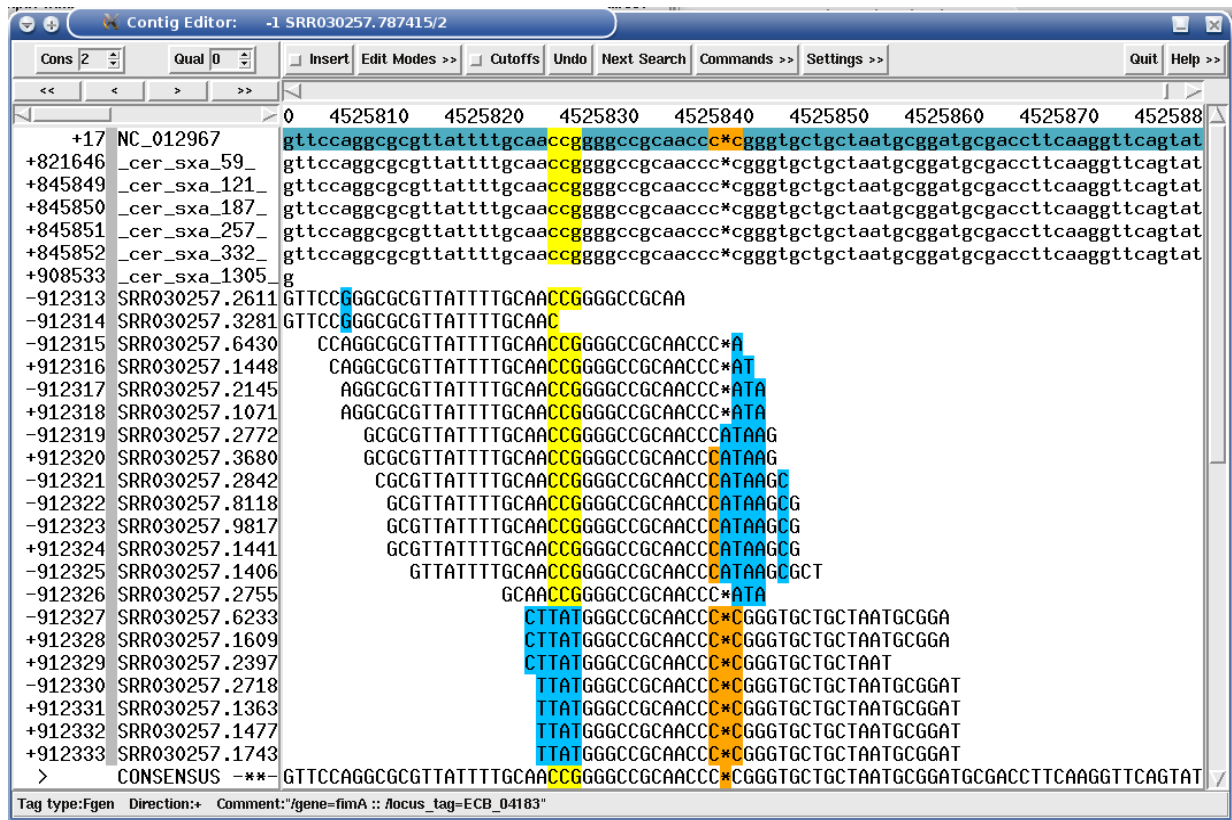 Contig Editor: -1 SRR030257.787415/2
Cons 2 Qual 0 Insert Edit Modes >> Cutoffs Undo Next Search Commands >> Settings >> Quit Help >>
<< < > >>
0 4525810 4525820 4525830 4525840 4525850 4525860 4525870 452588
+17 NC_012967 gttccaggcgcgttattttgcaaccggggccgcaaccc*cgggtgctgctaatgcggatgcgaccttcaaggttcagtat
+821646 _cer_sxa_59_ gttccaggcgcgttattttgcaaccggggccgcaaccc*cgggtgctgctaatgcggatgcgaccttcaaggttcagtat
+845849 _cer_sxa_121_ gttccaggcgcgttattttgcaaccggggccgcaaccc*cgggtgctgctaatgcggatgcgaccttcaaggttcagtat
+845850 _cer_sxa_187_ gttccaggcgcgttattttgcaaccggggccgcaaccc*cgggtgctgctaatgcggatgcgaccttcaaggttcagtat
+845851 _cer_sxa_257_ gttccaggcgcgttattttgcaaccggggccgcaaccc*cgggtgctgctaatgcggatgcgaccttcaaggttcagtat
+845852 _cer_sxa_332_ gttccaggcgcgttattttgcaaccggggccgcaaccc*cgggtgctgctaatgcggatgcgaccttcaaggttcagtat
+908533 _cer_sxa_1305_ g
-912313 SRR030257.2611 GTTCCGGGCGCGTTATTTTGCAACCGGGGCCGCAA
-912314 SRR030257.3281 GTTCCGGGCGCGTTATTTTGCAAC
-912315 SRR030257.6430 CCAGGCGCGTTATTTTGCAACCGGGGCCGCAACCC*A
+912316 SRR030257.1448 CAGGCGCGTTATTTTGCAACCGGGGCCGCAACCC*AT
-912317 SRR030257.2145 AGGCGCGTTATTTTGCAACCGGGGCCGCAACCC*ATA
+912318 SRR030257.1071 AGGCGCGTTATTTTGCAACCGGGGCCGCAACCC*ATA
-912319 SRR030257.2772 GCGCGTTATTTTGCAACCGGGGCCGCAACCCATAAG
+912320 SRR030257.3680 GCGCGTTATTTTGCAACCGGGGCCGCAACCCATAAG
-912321 SRR030257.2842 CGCGTTATTTTGCAACCGGGGCCGCAACCCATAAGC
-912322 SRR030257.8118 GCGTTATTTTGCAACCGGGGCCGCAACCCATAAGCG
-912323 SRR030257.9817 GCGTTATTTTGCAACCGGGGCCGCAACCCATAAGCG
+912324 SRR030257.1441 GCGTTATTTTGCAACCGGGGCCGCAACCCATAAGCG
-912325 SRR030257.1406 GTTATTTTGCAACCGGGGCCGCAACCCATAAGCGCT
-912326 SRR030257.2755 GCAACCGGGGCCGCAACCC*ATA
-912327 SRR030257.6233 CTTATGGGCCGCAACCC*CGGGTGCTGCTAATGCGGA
+912328 SRR030257.1609 CTTATGGGCCGCAACCC*CGGGTGCTGCTAATGCGGA
+912329 SRR030257.2397 CTTATGGGCCGCAACCC*CGGGTGCTGCTAAT
-912330 SRR030257.2718 TTATGGGCCGCAACCC*CGGGTGCTGCTAATGCGGAT
+912331 SRR030257.1363 TTATGGGCCGCAACCC*CGGGTGCTGCTAATGCGGAT
+912332 SRR030257.1477 TTATGGGCCGCAACCC*CGGGTGCTGCTAATGCGGAT
+912333 SRR030257.1743 TTATGGGCCGCAACCC*CGGGTGCTGCTAATGCGGAT
> CONSENSUS -**- GTTCCAGGCGCGTTATTTTGCAACCGGGGCCGCAACCC*CGGGTGCTGCTAATGCGGATGCGACCTTCAAGGTTCAGTAT
Tag type:Fgen Direction:+ Comment:"/gene=fimA :: /locus_tag=ECB_04183"